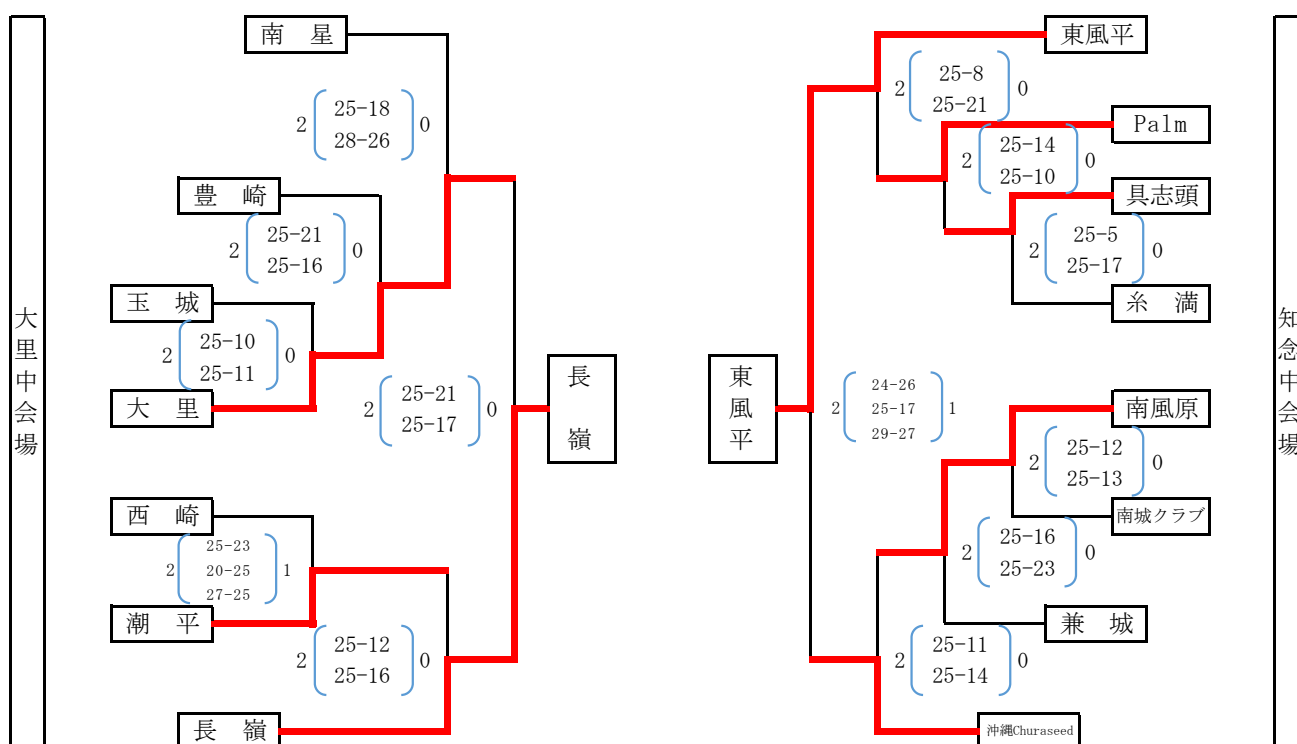 大里中会場
南 星
2 25-18 0
28-26
豊 崎
2 25-21 0
25-16
玉 城
2 25-10 0
25-11
大 里
2 25-21 0
25-17
長嶺
西 崎
2 25-23 1
20-25
27-25
潮 平
2 25-12 0
25-16
長 嶺
東風平
2 25-8 0
25-21
Palm
2 25-14 0
25-10
具志頭
2 25-5 0
25-17
糸 満
東風平
2 24-26 1
25-17
29-27
南風原
2 25-12 0
25-13
南城クラブ
2 25-16 0
25-23
兼 城
2 25-11 0
25-14
沖縄Churaseed
知念中会場